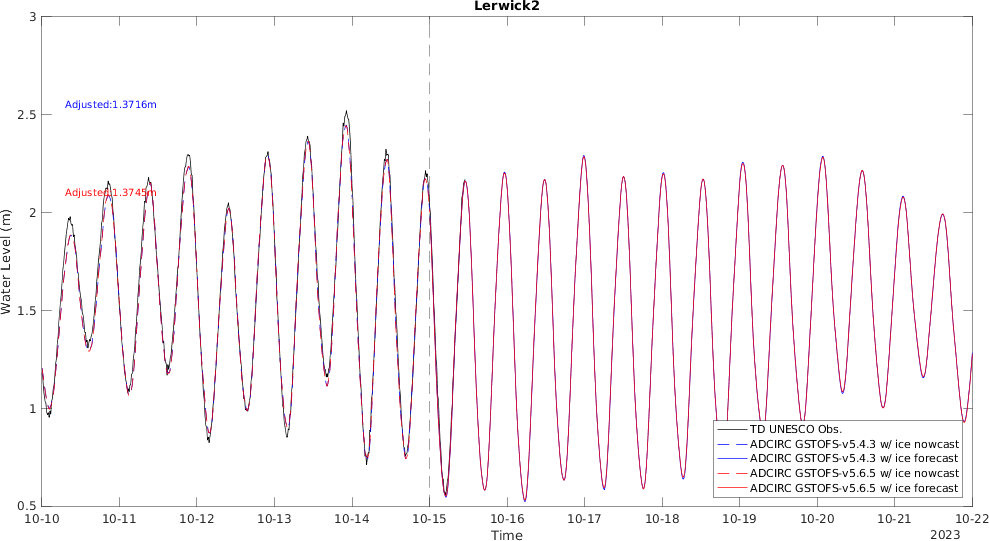 Lerwick2
3
2.5
2
1.5
1
0.5
Water Level (m)
Adjusted:1.3716m
Adjusted:1.3745m
TD UNESCO Obs.
ADCIRC GSTOFS-v5.4.3 w/ ice nowcast
ADCIRC GSTOFS-v5.4.3 w/ ice forecast
ADCIRC GSTOFS-v5.6.5 w/ ice nowcast
ADCIRC GSTOFS-v5.6.5 w/ ice forecast
10-10 10-11 10-12 10-13 10-14 10-15 10-16 10-17 10-18 10-19 10-20 10-21 10-22
Time
2023